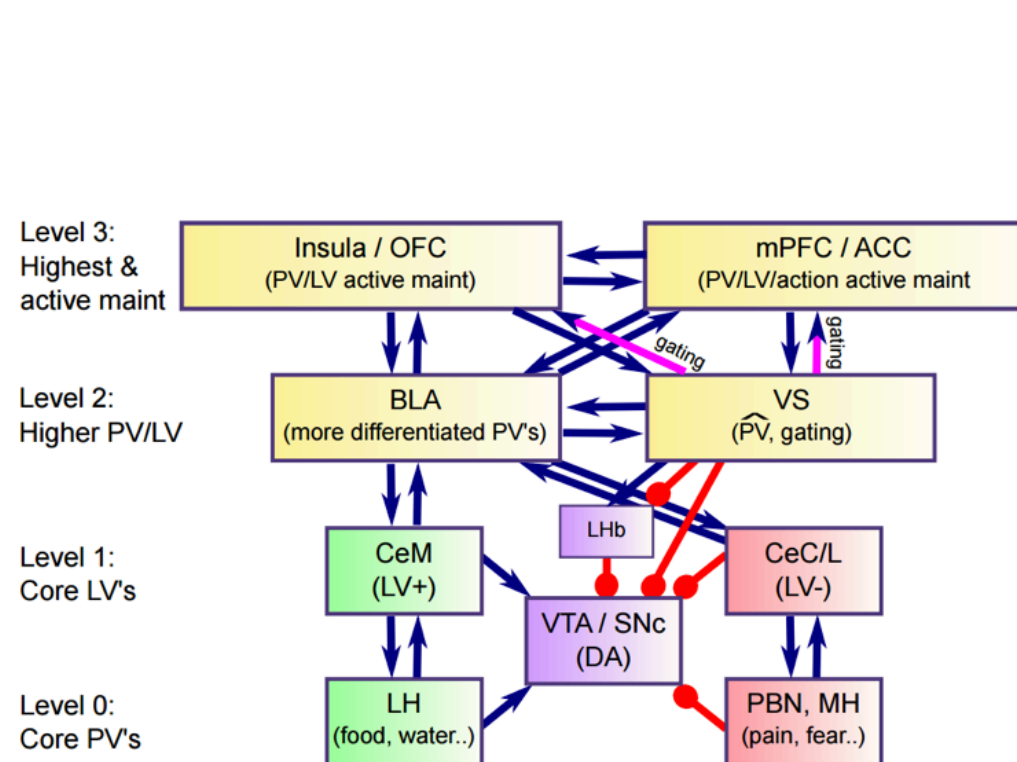 Level 3:
Highest &
active maint
Insula / OFC
(PV/LV active maint)
mPFC / ACC
(PV/LV/action active maint
gating
gating
Level 2:
Higher PV/LV
BLA
(more differentiated PV's)
VS
(P͡V, gating)
LHb
Level 1:
Core LV's
CeM
(LV+)
CeC/L
(LV-)
VTA / SNc
(DA)
Level 0:
Core PV's
LH
(food, water..)
PBN, MH
(pain, fear..)